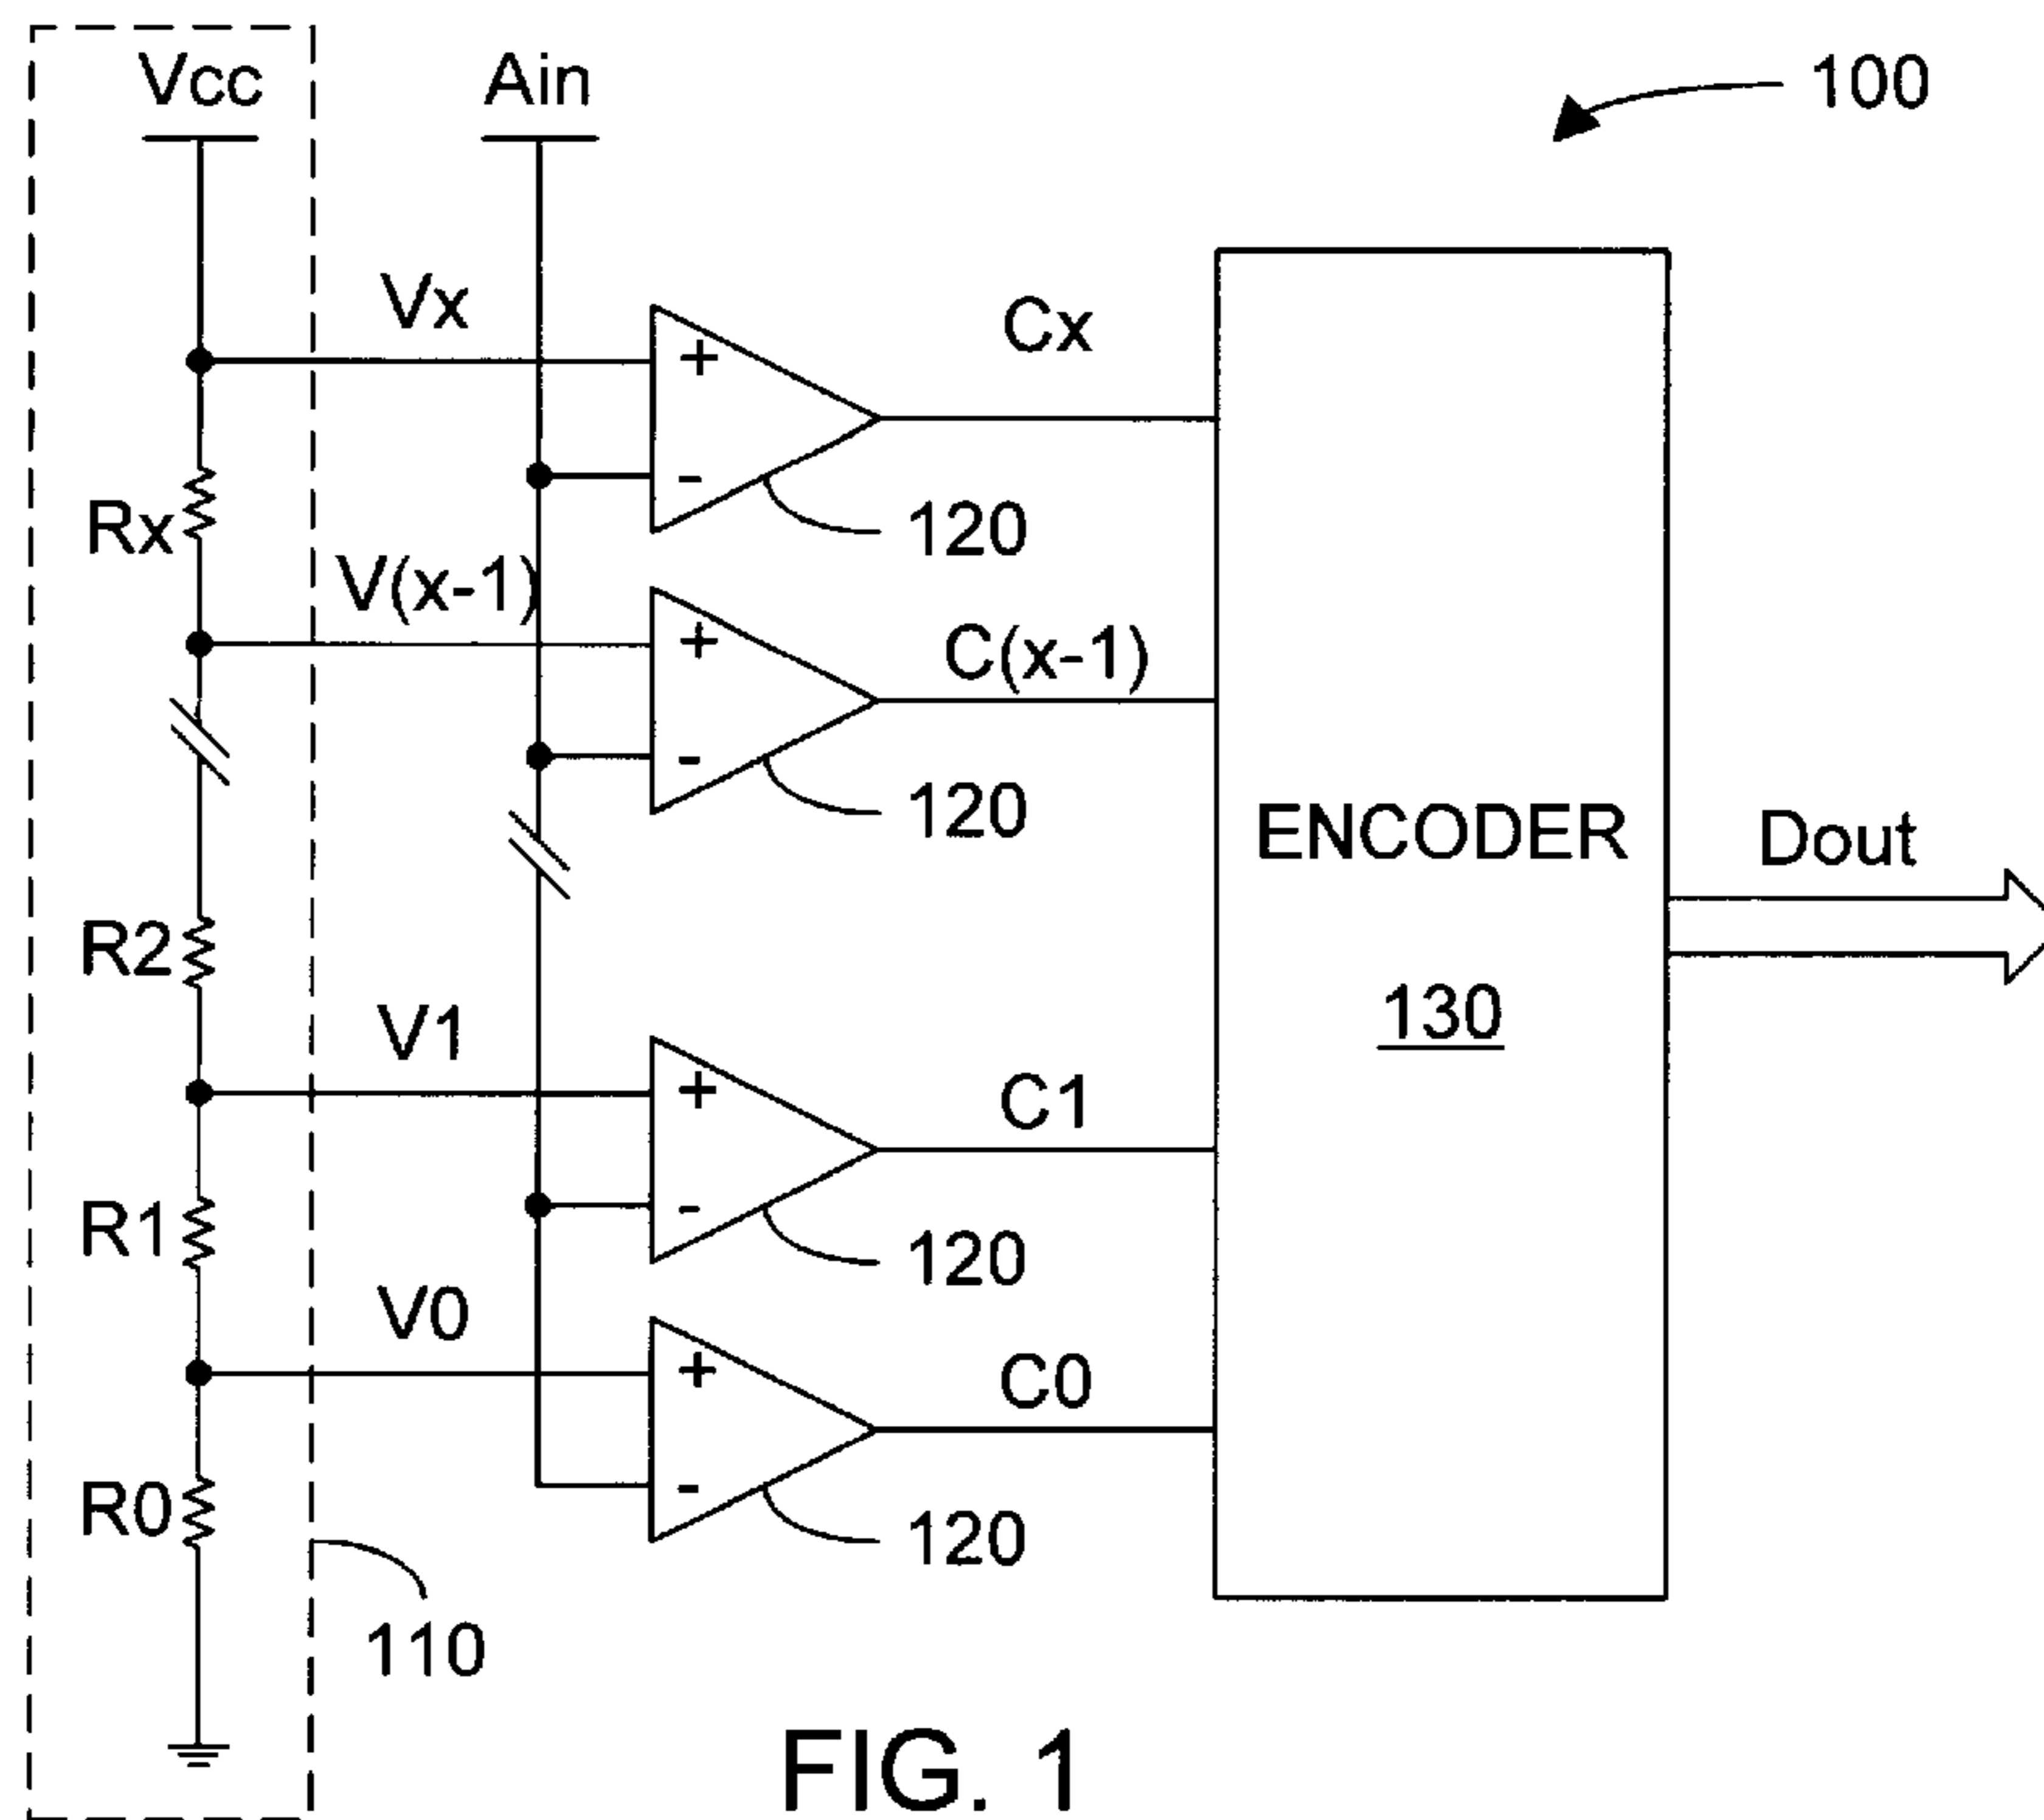 Vcc
Ain
100
Vx
+
Cx
-
Rx
120
V(x-1)
+
C(x-1)
-
120
ENCODER
Dout
R2
130
V1
+
C1
R1
-
120
V0
+
C0
R0
-
120
110
FIG. 1